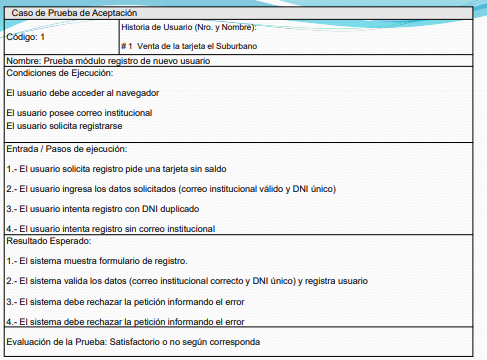 Caso de Prueba de Aceptación
Código: 1
Historia de Usuario (Nro. y Nombre):
# 1 Venta de la tarjeta el Suburbano
Nombre: Prueba módulo registro de nuevo usuario
Condiciones de Ejecución:
El usuario debe acceder al navegador
El usuario posee correo institucional
El usuario solicita registrarse
Entrada / Pasos de ejecución:
1.- El usuario solicita registro pide una tarjeta sin saldo
2.- El usuario ingresa los datos solicitados (correo institucional válido y DNI único)
3.- El usuario intenta registro con DNI duplicado
4.- El usuario intenta registro sin correo institucional
Resultado Esperado:
1.- El sistema muestra formulario de registro.
2.- El sistema valida los datos (correo institucional correcto y DNI único) y registra usuario
3.- El sistema debe rechazar la petición informando el error
4.- El sistema debe rechazar la petición informando el error
Evaluación de la Prueba: Satisfactorio o no según corresponda